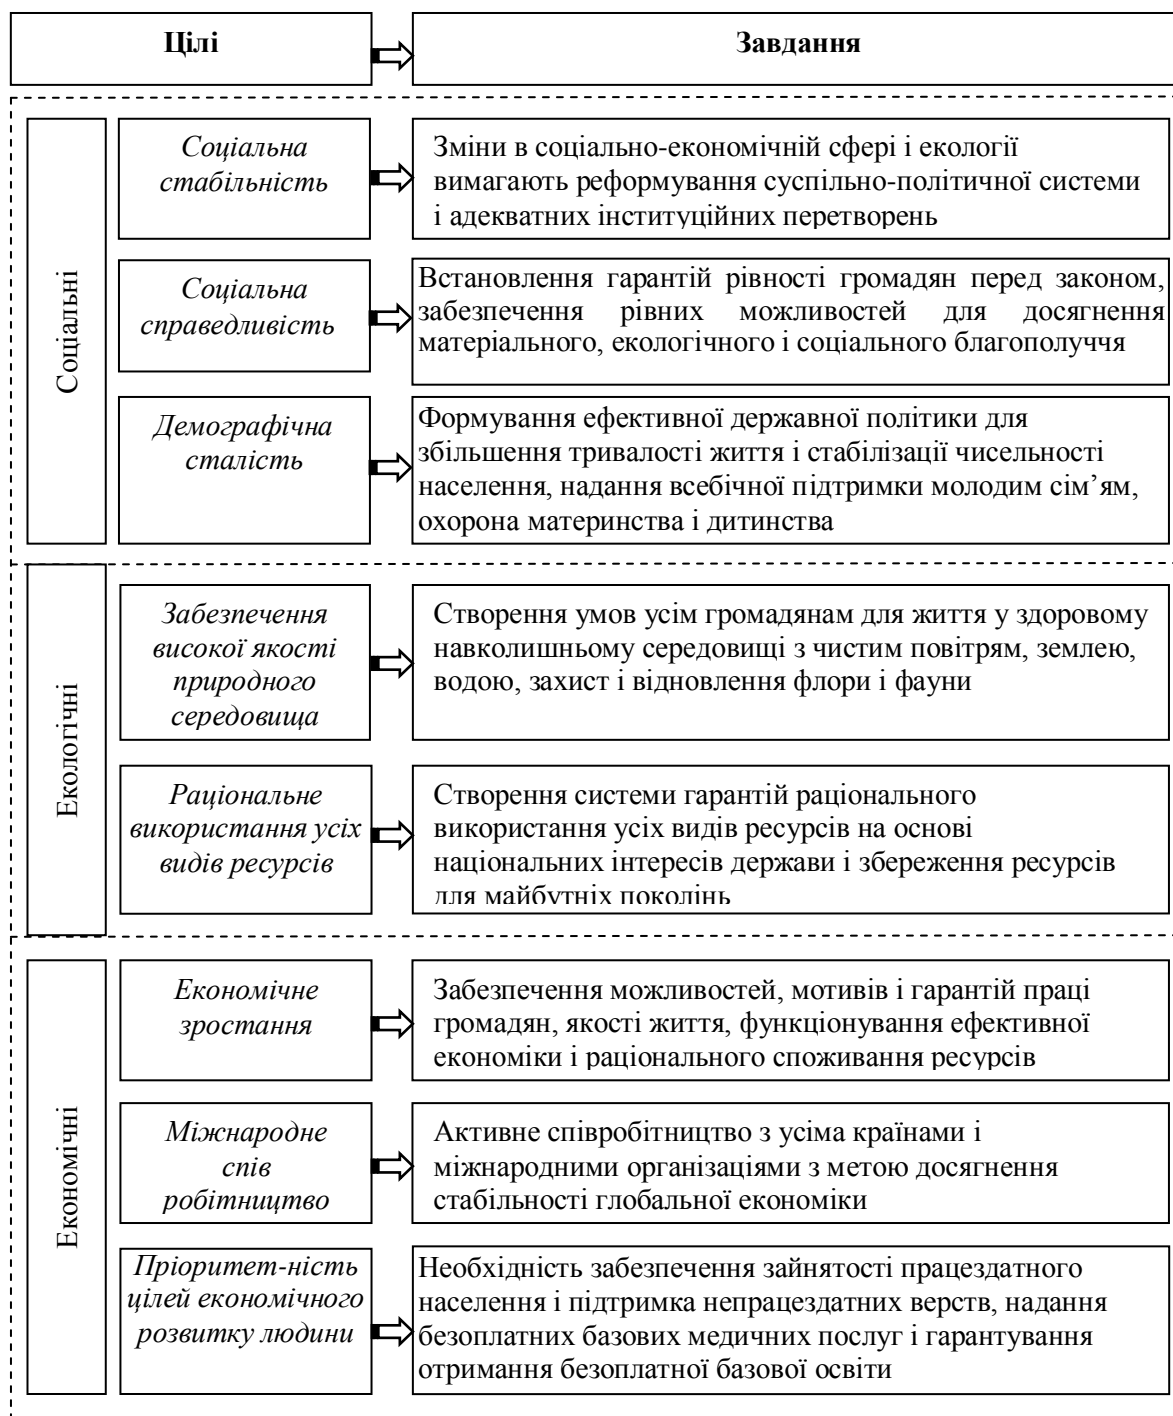 Цілі
Завдання
Соціальні
Соціальна
стабільність
Зміни в соціально-економічній сфері і екології
вимагають реформування суспільно-політичної системи
і адекватних інституційних перетворень
Соціальна
справедливість
Встановлення гарантій рівності громадян перед законом,
забезпечення рівних можливостей для досягнення
матеріального, екологічного і соціального благополуччя
Демографічна
сталість
Формування ефективної державної політики для
збільшення тривалості життя і стабілізації чисельності
населення, надання всебічної підтримки молодим сім’ям,
охорона материнства і дитинства
Екологічні
Забезпечення
високої якості
природного
середовища
Створення умов усім громадянам для життя у здоровому
навколишньому середовищі з чистим повітрям, землею,
водою, захист і відновлення флори і фауни
Раціональне
використання усіх
видів ресурсів
Створення системи гарантій раціонального
використання усіх видів ресурсів на основі
національних інтересів держави і збереження ресурсів
для майбутніх поколінь
Економічні
Економічне
зростання
Забезпечення можливостей, мотивів і гарантій праці
громадян, якості життя, функціонування ефективної
економіки і раціонального споживання ресурсів
Міжнародне
спів
робітництво
Активне співробітництво з усіма країнами і
міжнародними організаціями з метою досягнення
стабільності глобальної економіки
Пріоритет-ність
цілей економічного
розвитку людини
Необхідність забезпечення зайнятості працездатного
населення і підтримка непрацездатних верств, надання
безоплатних базових медичних послуг і гарантування
отримання безоплатної базової освіти